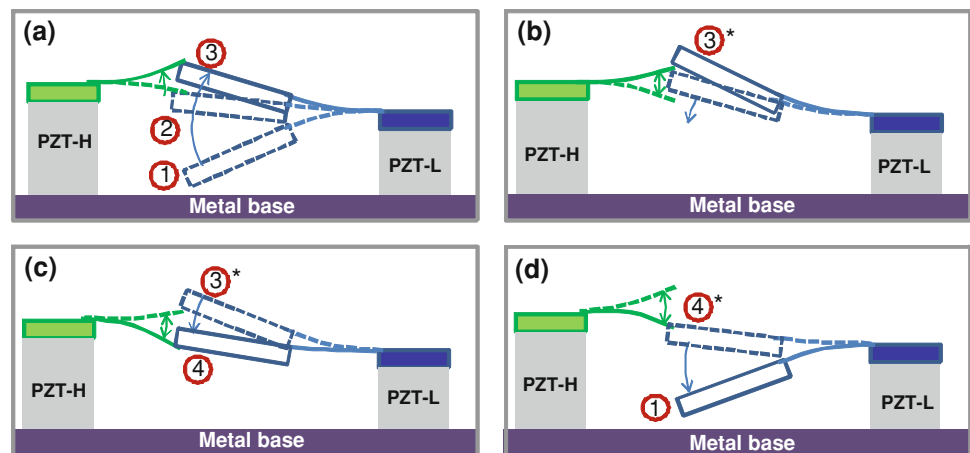 (a)
3
2
1
PZT-H
PZT-L
Metal base
(b)
3*
PZT-H
PZT-L
Metal base
(c)
3*
4
PZT-H
PZT-L
Metal base
(d)
4*
1
PZT-H
PZT-L
Metal base